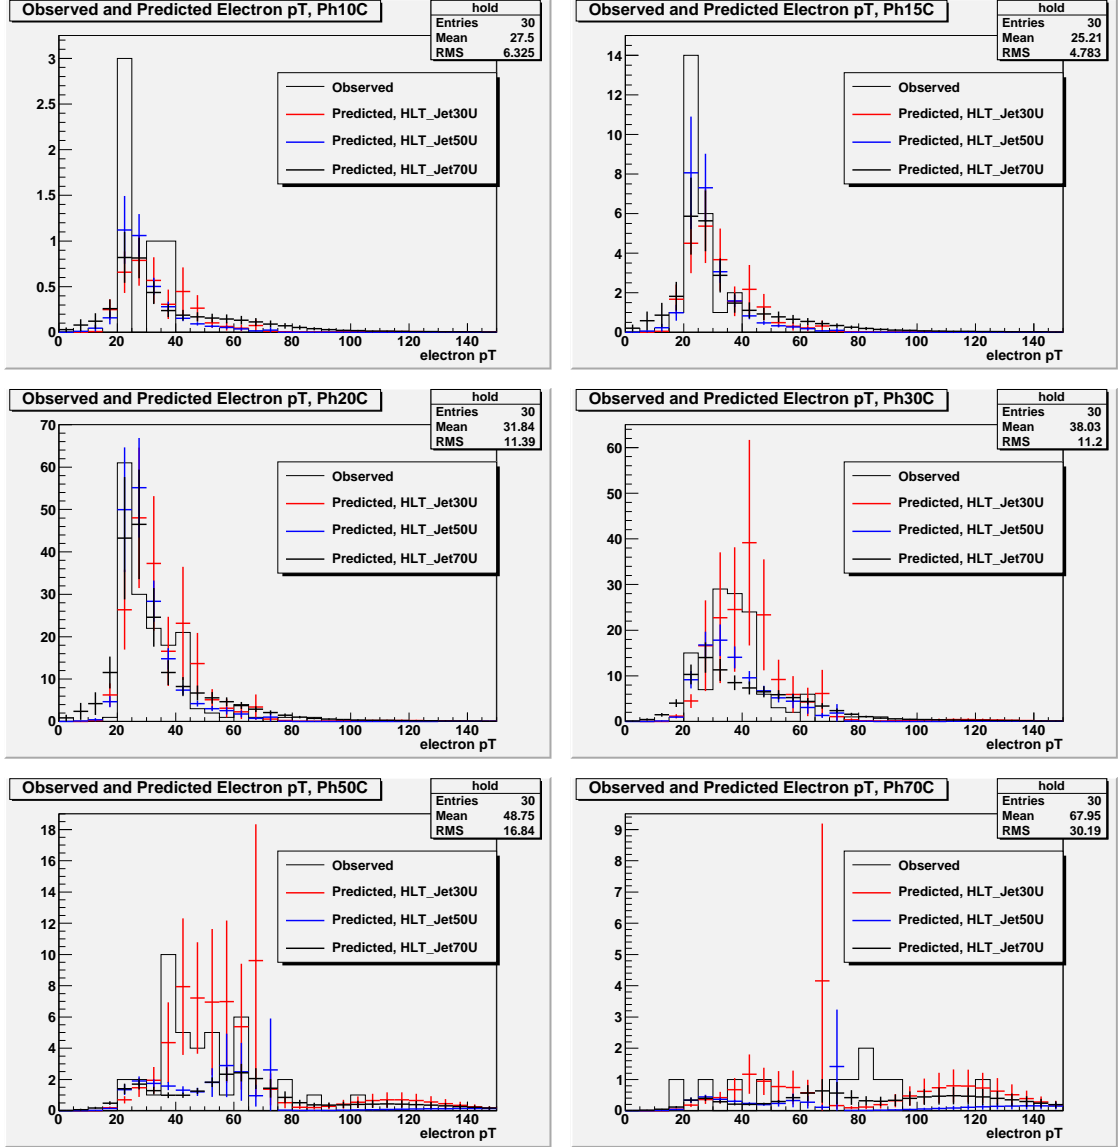 Observed and Predicted Electron pT, Ph10C
hold
Entries 30
Mean 27.5
RMS 6.325
Observed
Predicted, HLT_Jet30U
Predicted, HLT_Jet50U
Predicted, HLT_Jet70U
3
2.5
2
1.5
1
0.5
0
0 20 40 60 80 100 120 140
electron pT
Observed and Predicted Electron pT, Ph15C
hold
Entries 30
Mean 25.21
RMS 4.783
Observed
Predicted, HLT_Jet30U
Predicted, HLT_Jet50U
Predicted, HLT_Jet70U
14
12
10
8
6
4
2
0
0 20 40 60 80 100 120 140
electron pT
Observed and Predicted Electron pT, Ph20C
hold
Entries 30
Mean 31.84
RMS 11.39
Observed
Predicted, HLT_Jet30U
Predicted, HLT_Jet50U
Predicted, HLT_Jet70U
70
60
50
40
30
20
10
0
0 20 40 60 80 100 120 140
electron pT
Observed and Predicted Electron pT, Ph30C
hold
Entries 30
Mean 38.03
RMS 11.2
Observed
Predicted, HLT_Jet30U
Predicted, HLT_Jet50U
Predicted, HLT_Jet70U
60
50
40
30
20
10
0
0 20 40 60 80 100 120 140
electron pT
Observed and Predicted Electron pT, Ph50C
hold
Entries 30
Mean 48.75
RMS 16.84
Observed
Predicted, HLT_Jet30U
Predicted, HLT_Jet50U
Predicted, HLT_Jet70U
18
16
14
12
10
8
6
4
2
0
0 20 40 60 80 100 120 140
electron pT
Observed and Predicted Electron pT, Ph70C
hold
Entries 30
Mean 67.95
RMS 30.19
Observed
Predicted, HLT_Jet30U
Predicted, HLT_Jet50U
Predicted, HLT_Jet70U
9
8
7
6
5
4
3
2
1
0
0 20 40 60 80 100 120 140
electron pT